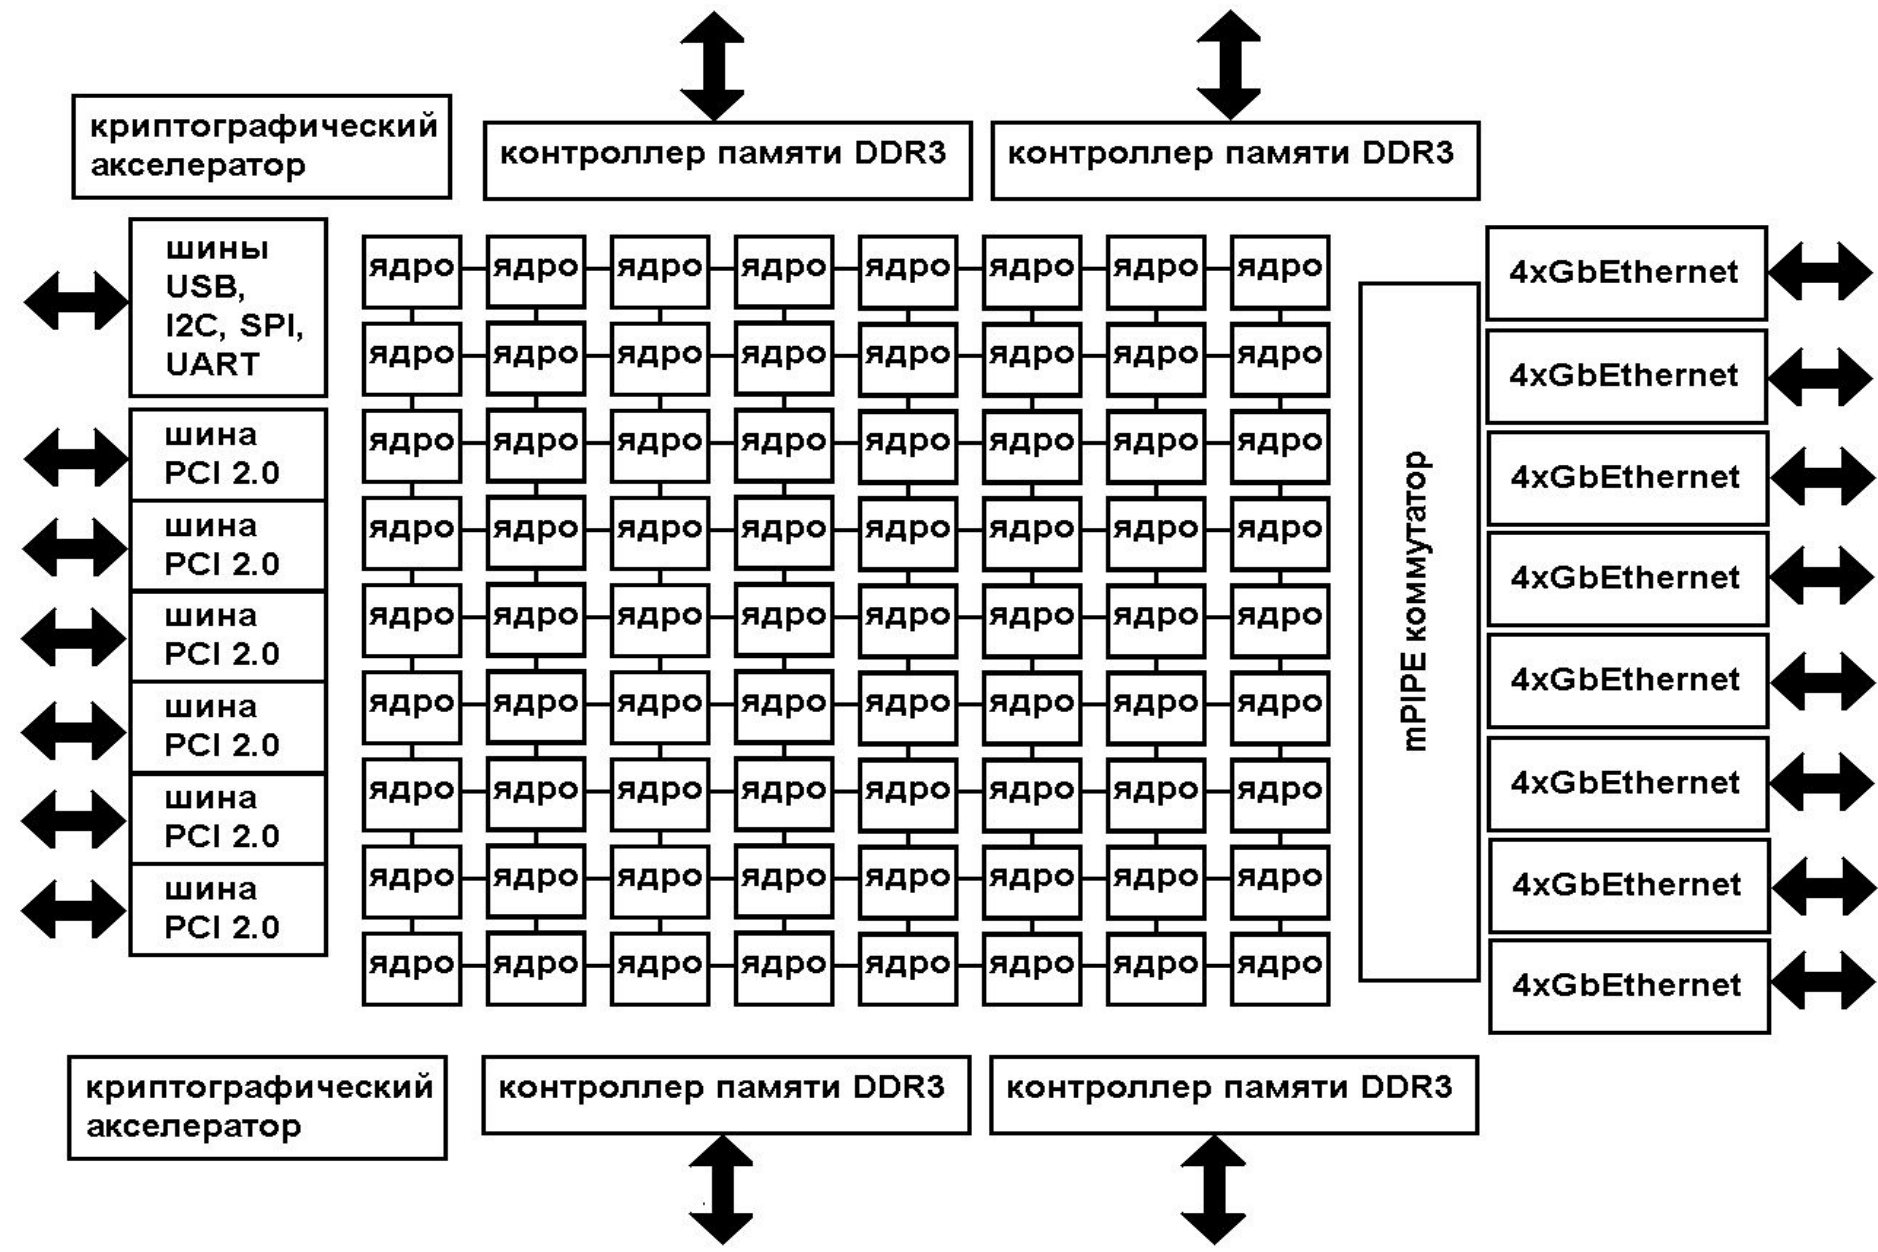 криптографический
акселератор
контроллер памяти DDR3
контроллер памяти DDR3
шины
USB,
I2C, SPI,
UART
шина
PCI 2.0
шина
PCI 2.0
шина
PCI 2.0
шина
PCI 2.0
шина
PCI 2.0
шина
PCI 2.0
ядро ядро ядро ядро ядро ядро ядро ядро
ядро ядро ядро ядро ядро ядро ядро ядро
ядро ядро ядро ядро ядро ядро ядро ядро
ядро ядро ядро ядро ядро ядро ядро ядро
ядро ядро ядро ядро ядро ядро ядро ядро
ядро ядро ядро ядро ядро ядро ядро ядро
ядро ядро ядро ядро ядро ядро ядро ядро
ядро ядро ядро ядро ядро ядро ядро ядро
ядро ядро ядро ядро ядро ядро ядро ядро
mPIPE коммутатор
4xGbEthernet
4xGbEthernet
4xGbEthernet
4xGbEthernet
4xGbEthernet
4xGbEthernet
4xGbEthernet
4xGbEthernet
криптографический
акселератор
контроллер памяти DDR3
контроллер памяти DDR3